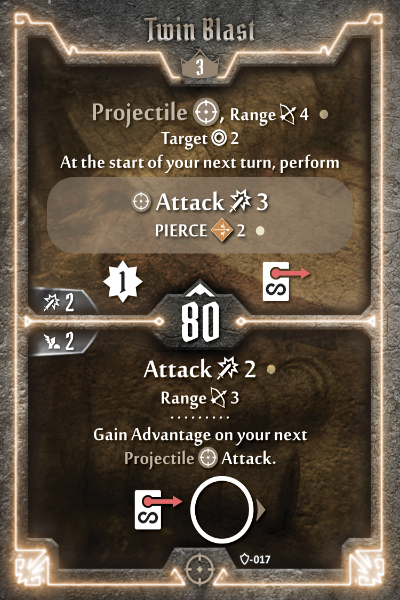 Twin Blast
3
Projectile , Range 4
Target 2
At the start of your next turn, perform
Attack 3
PIERCE 2
1
S
2
80
2
Attack 2
Range 3
Gain Advantage on your next
Projectile Attack.
S
-017